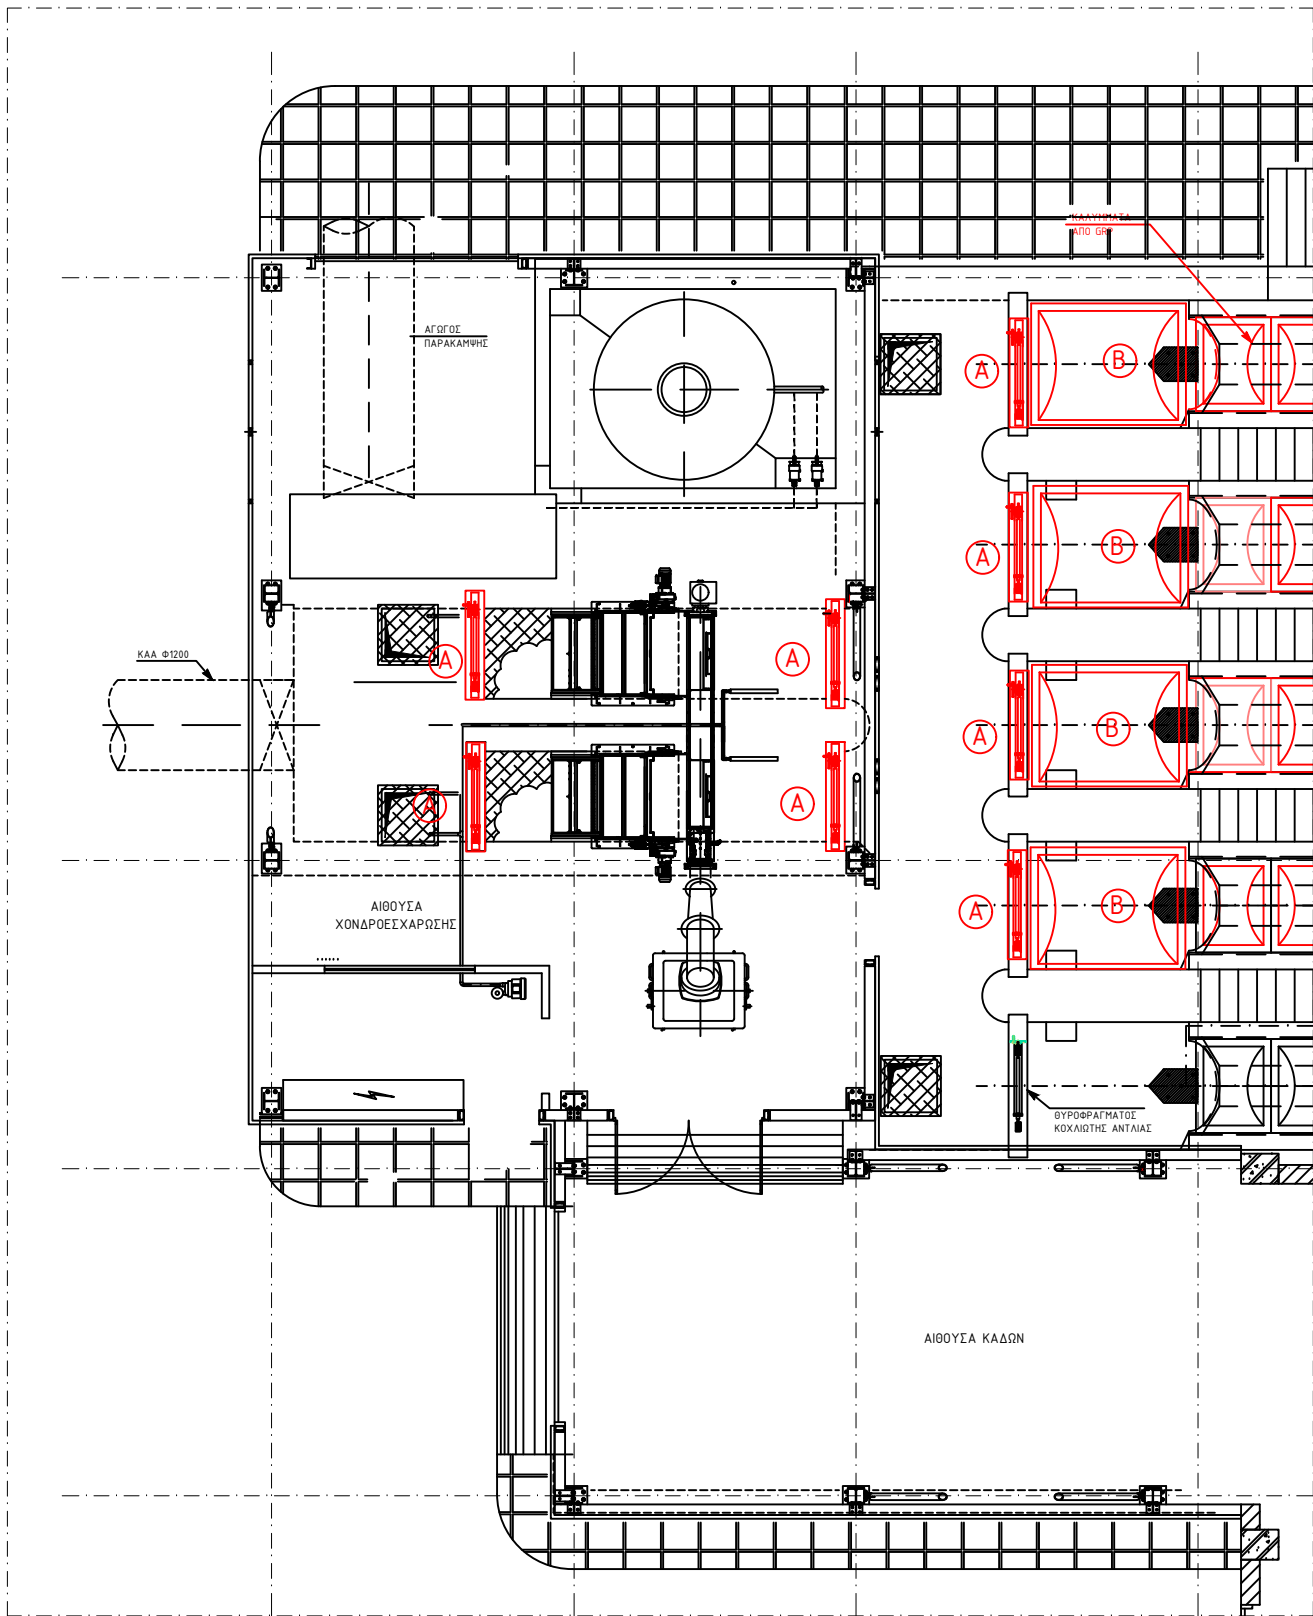 ΚΑΛΥΜΜΑΤΑ
ΑΠΟ GRP
ΑΓΩΓΟΣ
ΠΑΡΑΚΑΜΨΗΣ
A
B
A
B
A
A
A
B
A
A
A
B
ΚΑΑ Φ1200
ΑΙΘΟΥΣΑ
ΧΟΝΔΡΟΕΣΧΑΡΩΣΗΣ
ΘΥΡΟΦΡΑΓΜΑΤΟΣ
ΚΟΧΛΙΩΤΗΣ ΑΝΤΛΙΑΣ
ΑΙΘΟΥΣΑ ΚΑΔΩΝ